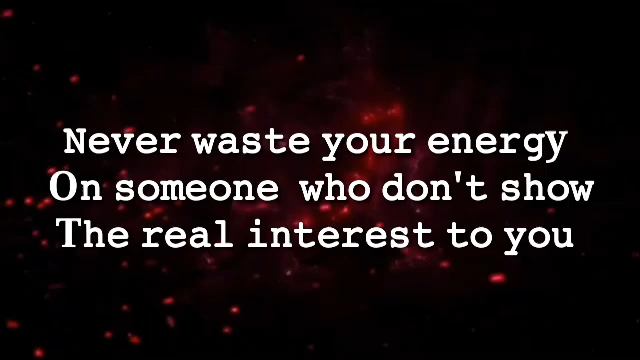 Never waste your energy
On someone who don't show
The real interest to you